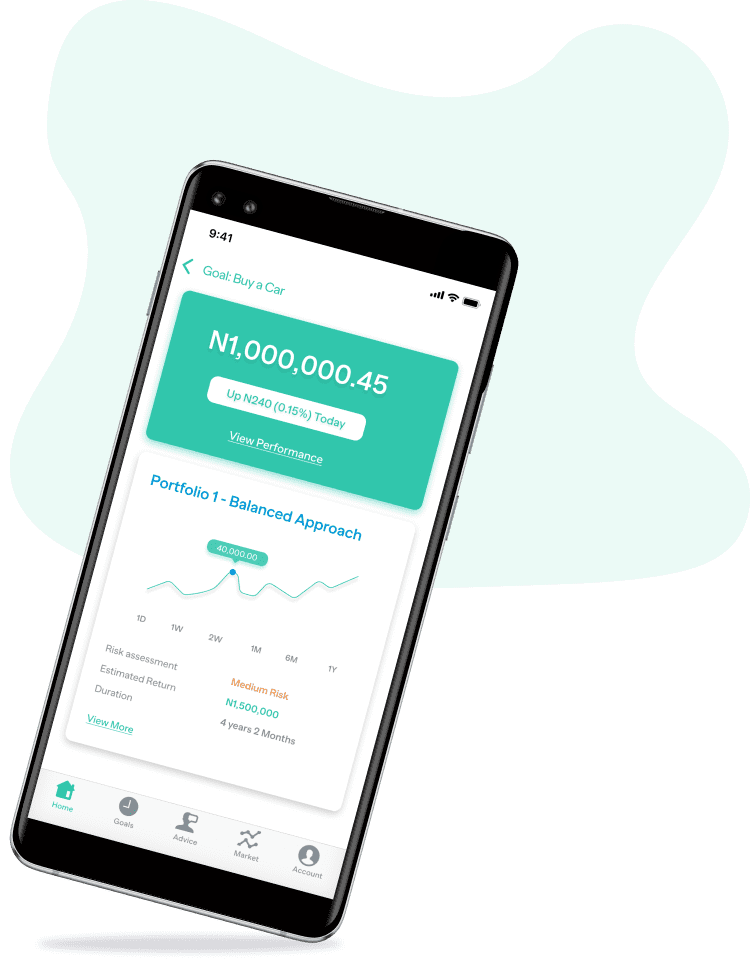 9:41
Goal: Buy a Car
N1,000,000.45
Up N240 (0.15%) Today
View Performance
Portfolio 1 - Balanced Approach
40,000.00
1D 1W 2W 1M 6M 1Y
Risk assessment Medium Risk
Estimated Return N1,500,000
Duration 4 years 2 Months
View More
Home Goals Advice Market Account